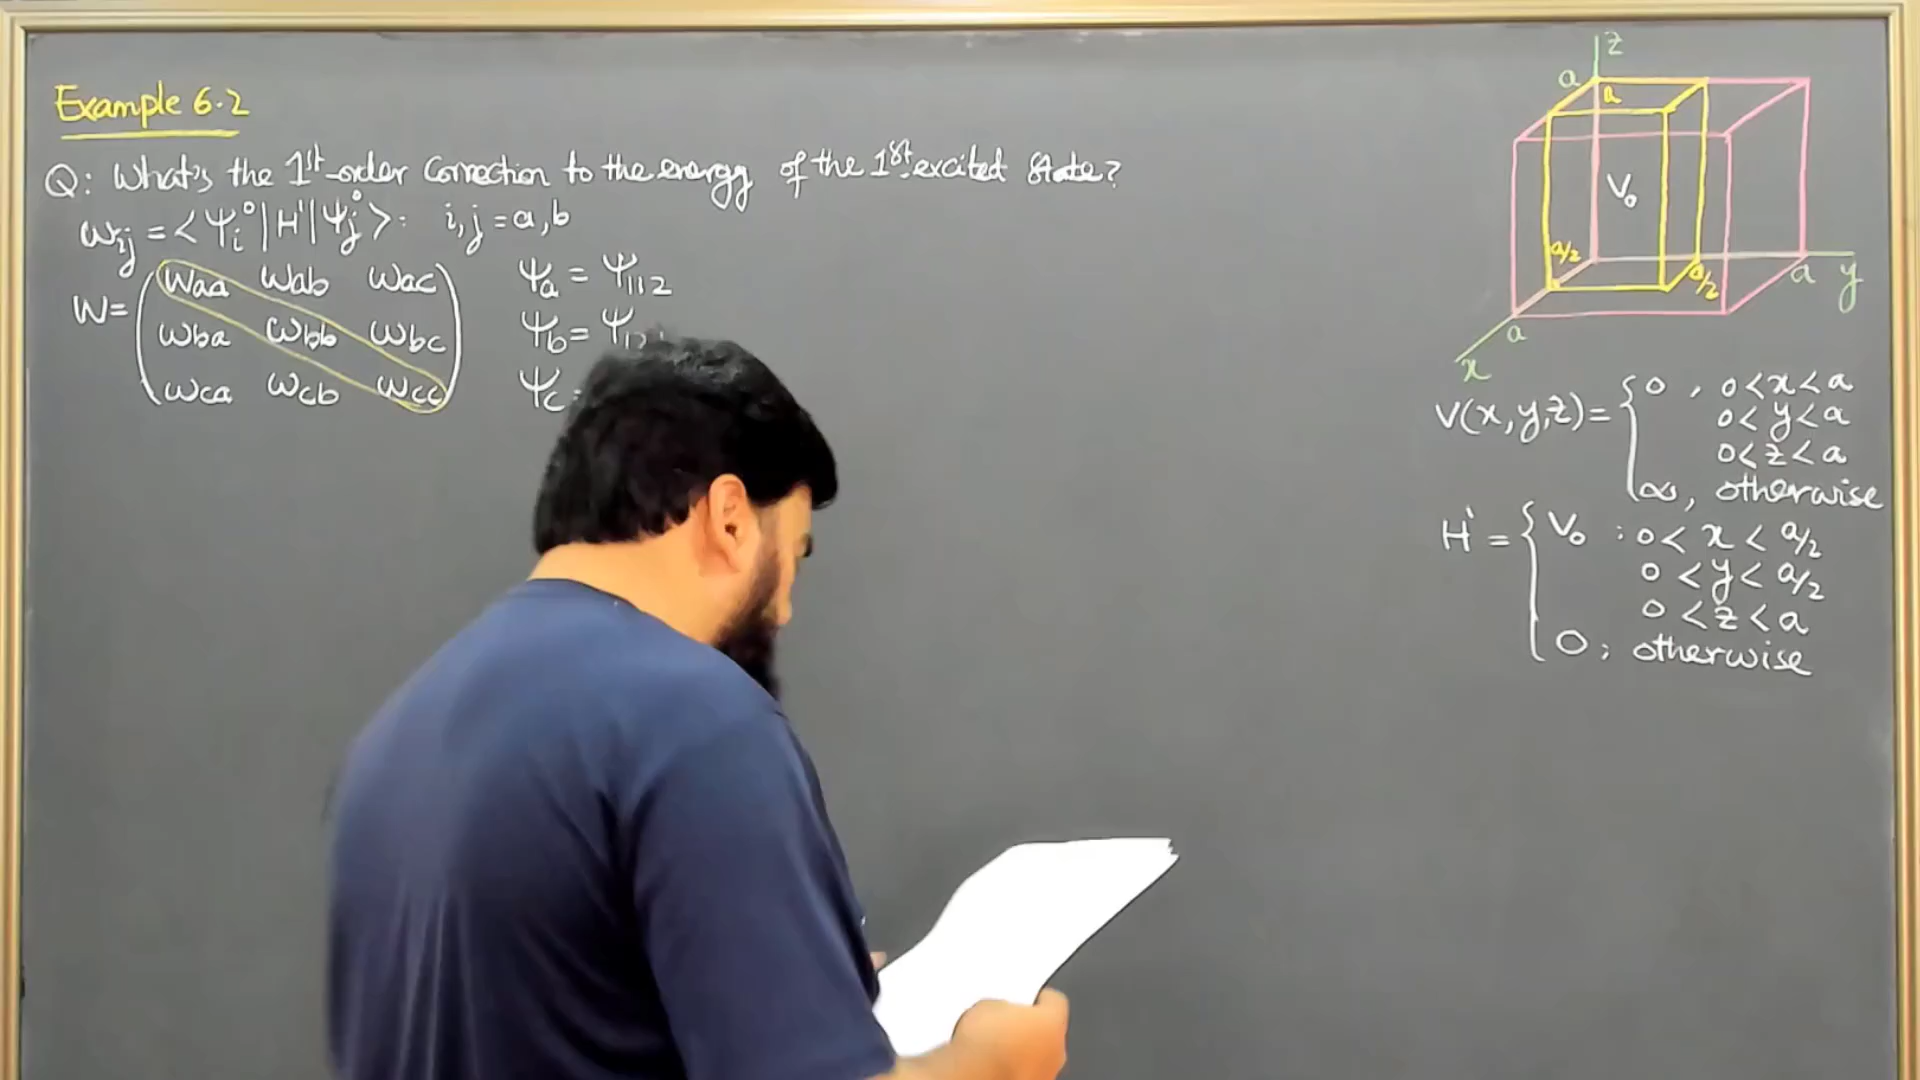 Example 6.2
Q: What's the 1st-order Correction to the energy of the 1st excited State?
Wij = < Ψi° | H' | Ψj° > : i, j = a, b
W = ( Waa Wab Wac
Wba Wbb Wbc
Wca Wcb Wcc )
Ψa = Ψ112
Ψb = Ψ
Ψc =
z
a
a
V₀
a/2
a/2
a
y
a
x
V(x, y, z) = { 0 , 0 < x < a
0 < y < a
0 < z < a
∞, otherwise
H' = { V₀ : 0 < x < a/2
0 < y < a/2
0 < z < a
0 ; otherwise